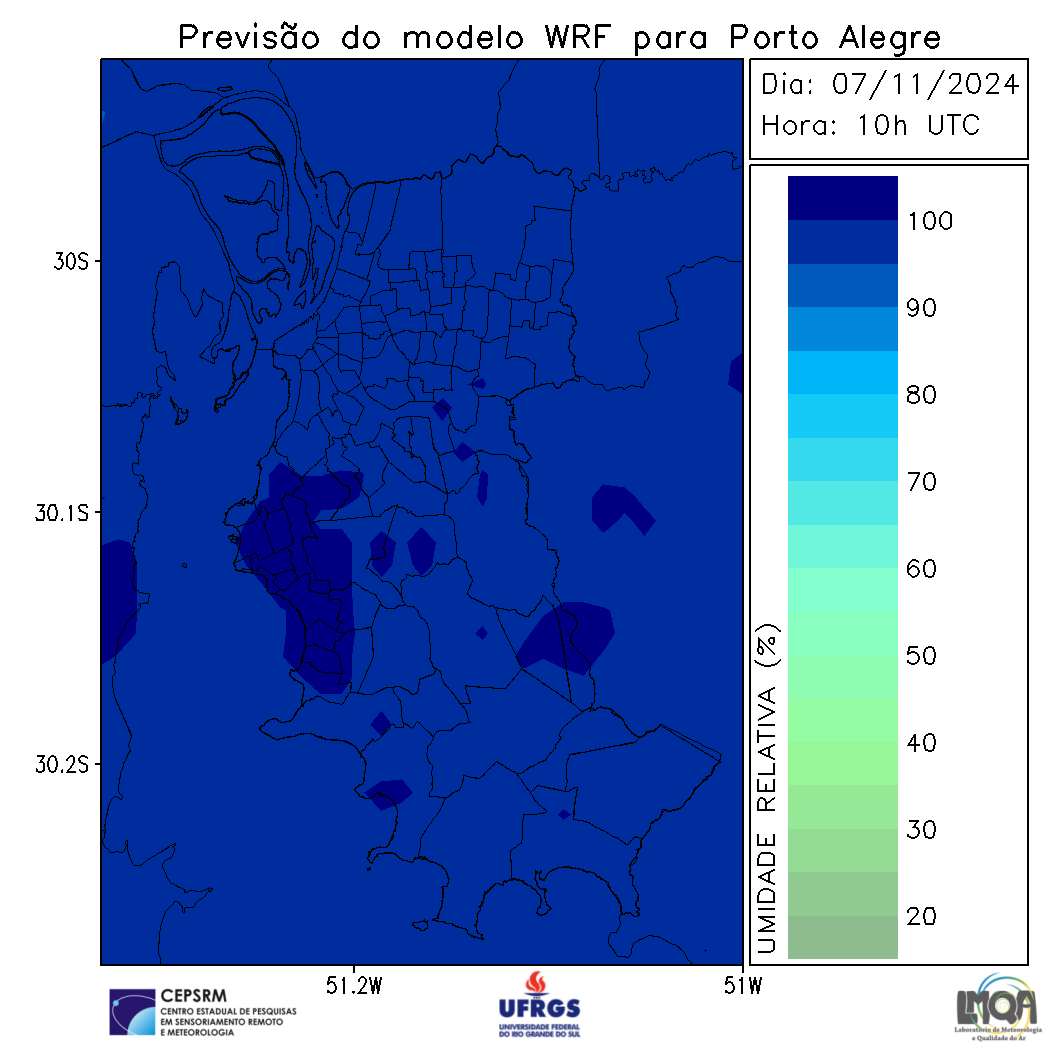 Previsão do modelo WRF para Porto Alegre
Dia: 07/11/2024
Hora: 10h UTC
100
90
80
70
60
50
40
30
20
UMIDADE RELATIVA (%)
30S
30.1S
30.2S
51.2W
51W
CEPSRM
CENTRO ESTADUAL DE PESQUISAS
EM SENSORIAMENTO REMOTO
E METEOROLOGIA
UFRGS
UNIVERSIDADE FEDERAL
DO RIO GRANDE DO SUL
LMQA
Laboratório de Meteorologia
e Qualidade do Ar